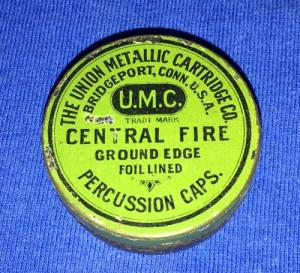 THE UNION METALLIC CARTRIDGE CO.
BRIDGEPORT, CONN. U.S.A.
U.M.C.
TRADE MARK
CENTRAL FIRE
GROUND EDGE
FOIL LINED
PERCUSSION CAPS.